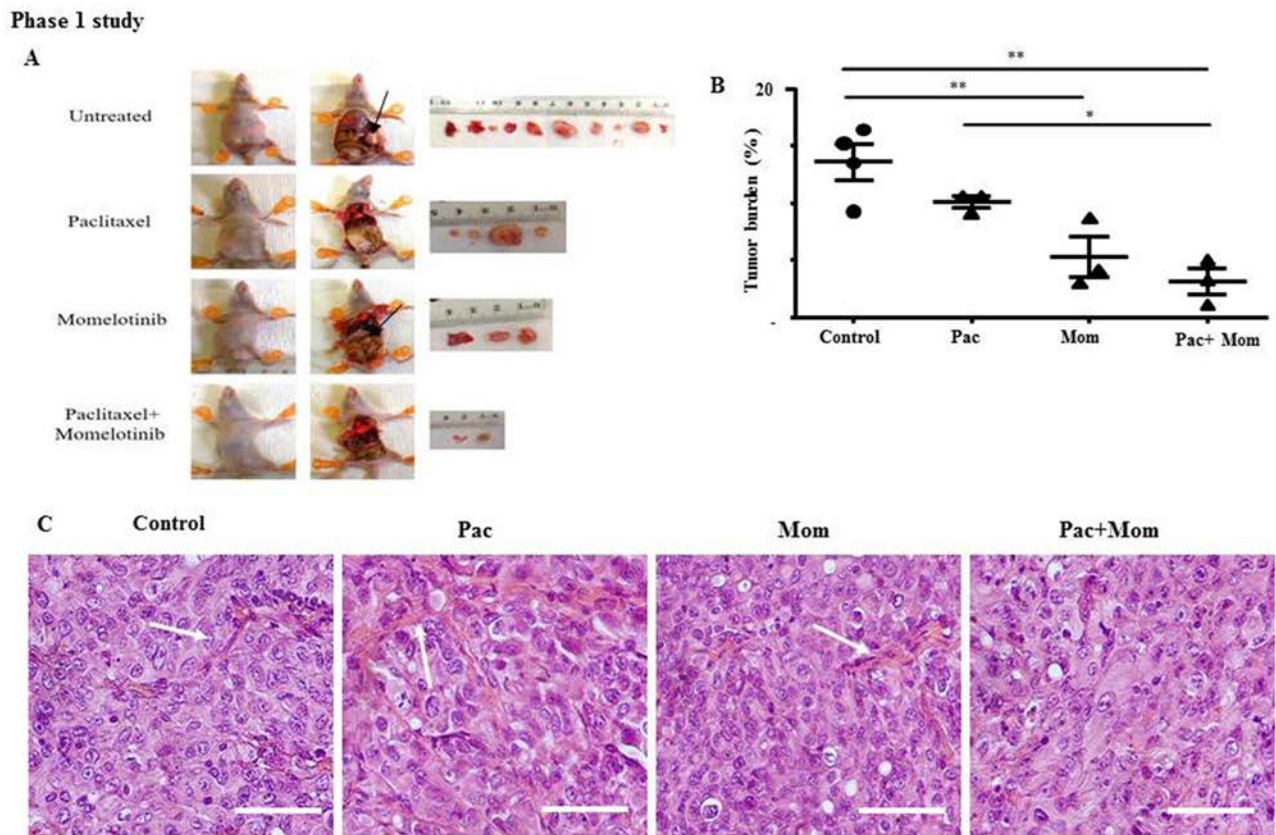 Phase 1 study
A
Untreated
Paclitaxel
Momelotinib
Paclitaxel+
Momelotinib
B
**
**
*
20
Tumor burden (%)
-
Control
Pac
Mom
Pac+ Mom
C
Control
Pac
Mom
Pac+Mom